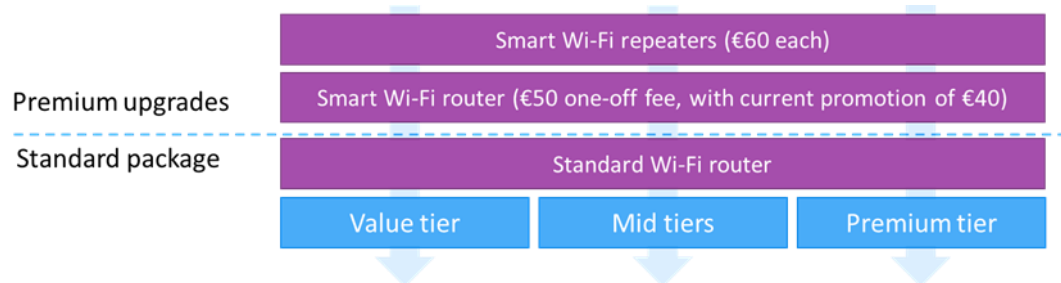 Smart Wi-Fi repeaters (€60 each)
Premium upgrades
Smart Wi-Fi router (€50 one-off fee, with current promotion of €40)
Standard package
Standard Wi-Fi router
Value tier
Mid tiers
Premium tier